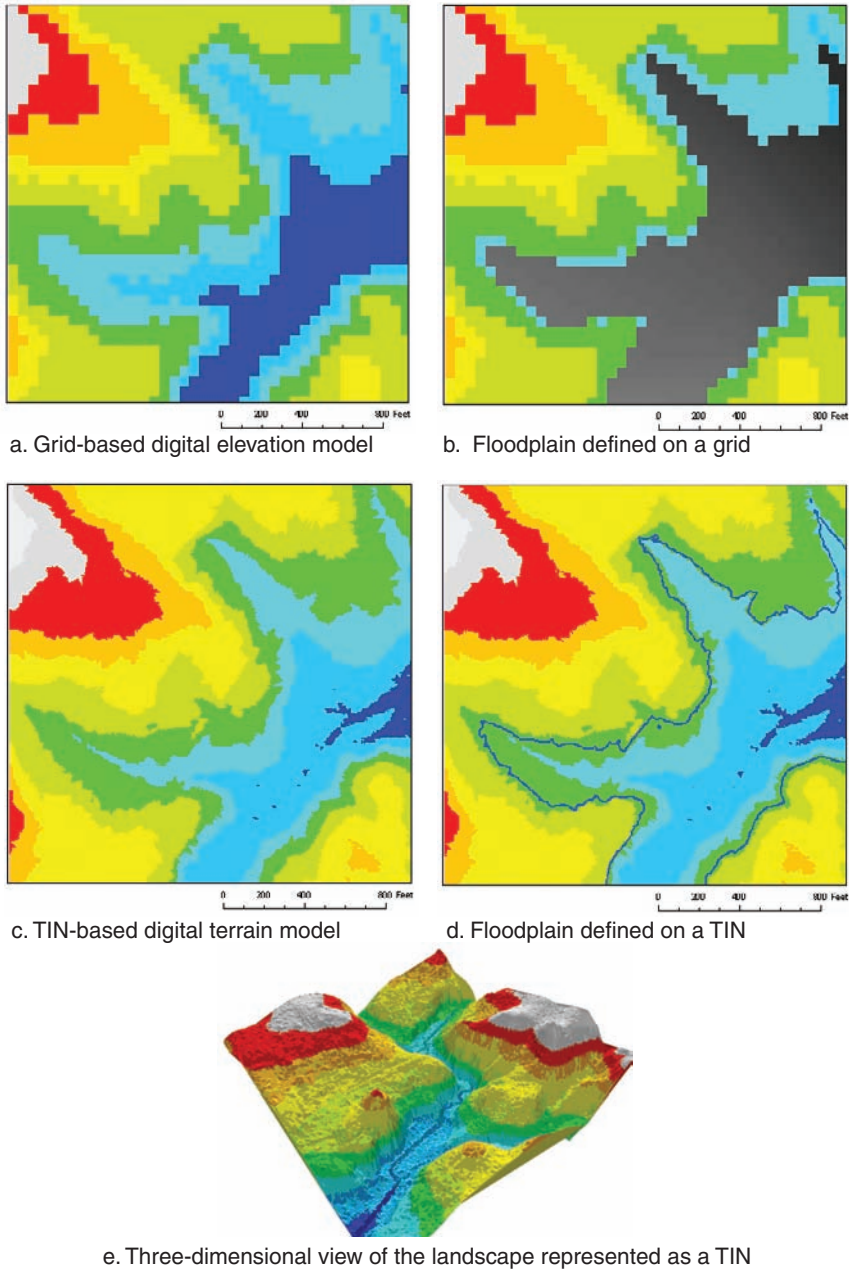 0 200 400 800 Feet
0 200 400 800 Feet
a. Grid-based digital elevation model
b. Floodplain defined on a grid
0 200 400 800 Feet
0 200 400 800 Feet
c. TIN-based digital terrain model
d. Floodplain defined on a TIN
e. Three-dimensional view of the landscape represented as a TIN